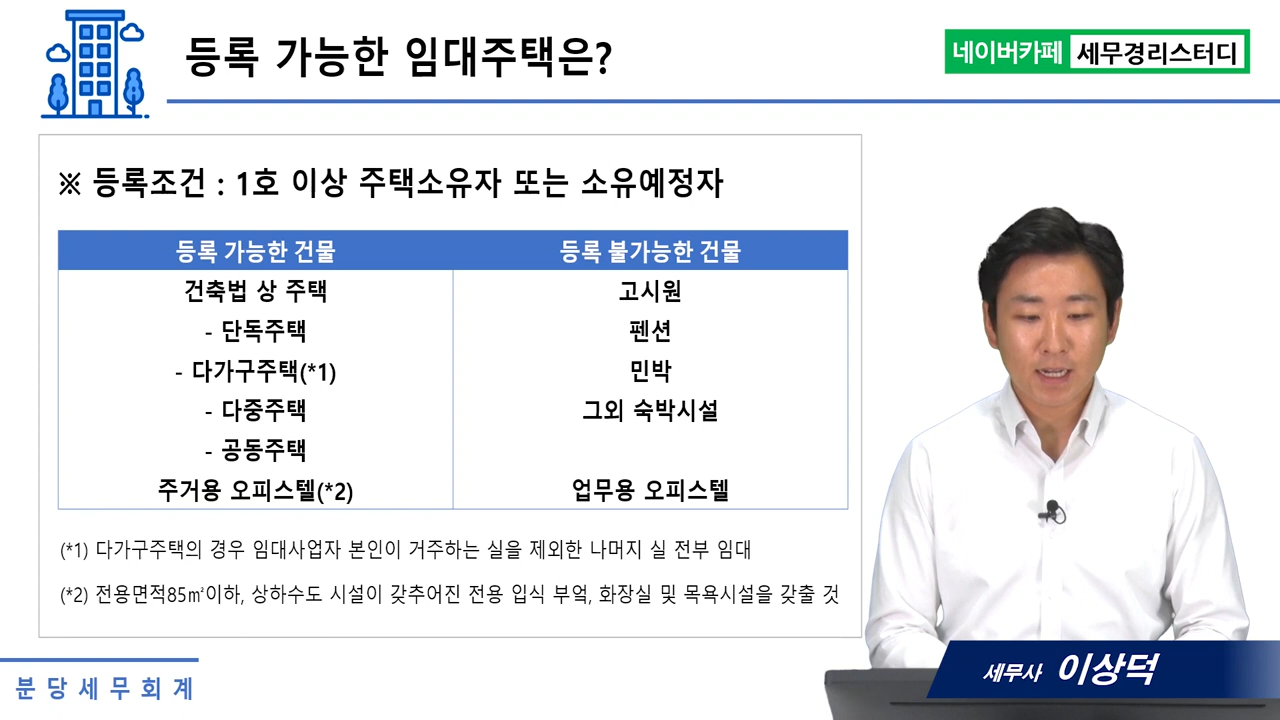 등록 가능한 임대주택은?
네이버카페 세무경리스터디
※ 등록조건 : 1호 이상 주택소유자 또는 소유예정자
등록 가능한 건물 등록 불가능한 건물
건축법 상 주택 고시원
- 단독주택 펜션
- 다가구주택(*1) 민박
- 다중주택 그외 숙박시설
- 공동주택
주거용 오피스텔(*2) 업무용 오피스텔
(*1) 다가구주택의 경우 임대사업자 본인이 거주하는 실을 제외한 나머지 실 전부 임대
(*2) 전용면적85㎡이하, 상하수도 시설이 갖추어진 전용 입식 부엌, 화장실 및 목욕시설을 갖출 것
세무사 이상덕
분당세무회계